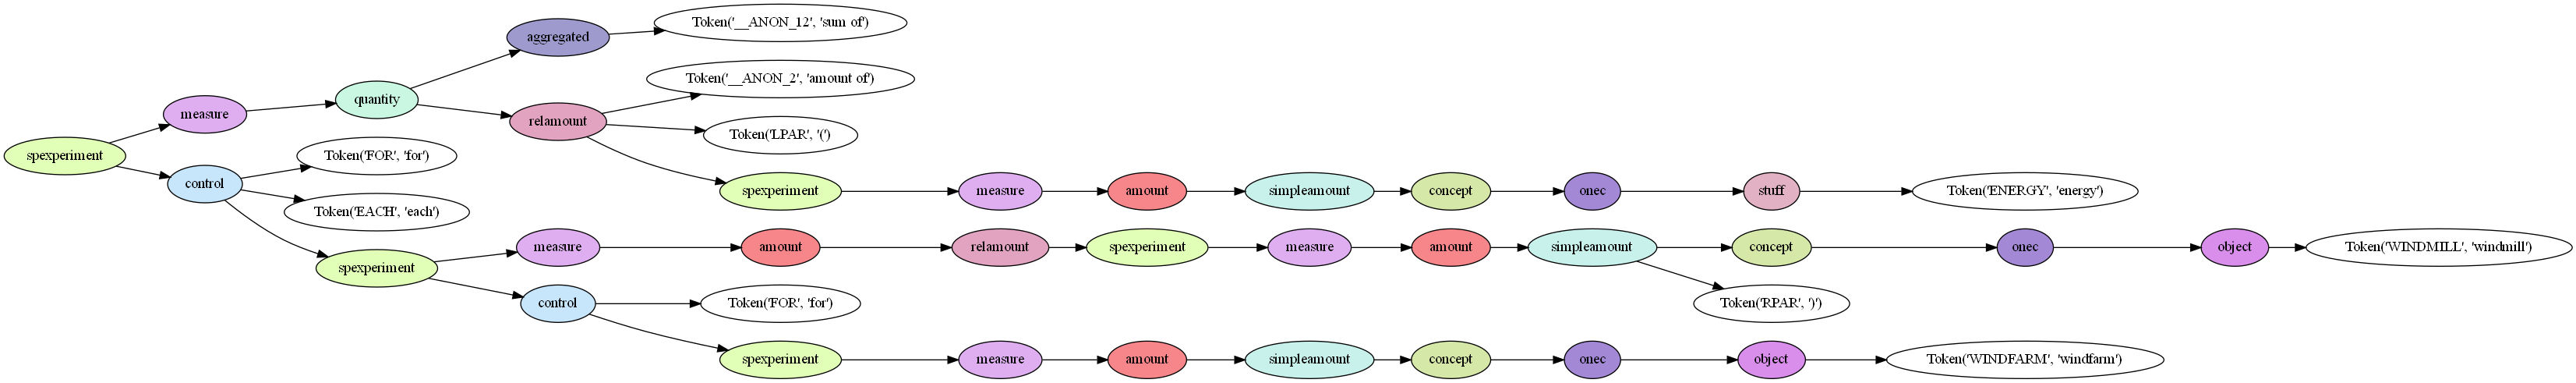 Token('__ANON_12', 'sum of')
aggregated
Token('__ANON_2', 'amount of')
quantity
measure
relamount
Token('LPAR', '(')
spexperiment
Token('FOR', 'for')
control
spexperiment measure amount simpleamount concept onec stuff Token('ENERGY', 'energy')
Token('EACH', 'each')
measure amount relamount spexperiment measure amount simpleamount concept onec object Token('WINDMILL', 'windmill')
spexperiment
control Token('FOR', 'for') Token('RPAR', ')')
spexperiment measure amount simpleamount concept onec object Token('WINDFARM', 'windfarm')